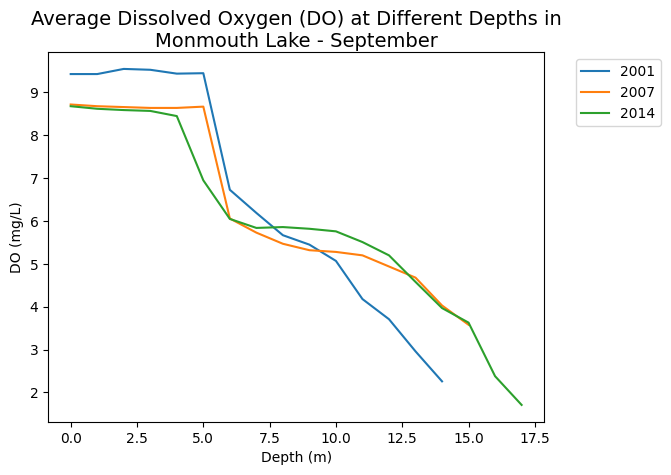 Average Dissolved Oxygen (DO) at Different Depths in
Monmouth Lake - September
2001
2007
2014
DO (mg/L)
9
8
7
6
5
4
3
2
0.0 2.5 5.0 7.5 10.0 12.5 15.0 17.5
Depth (m)